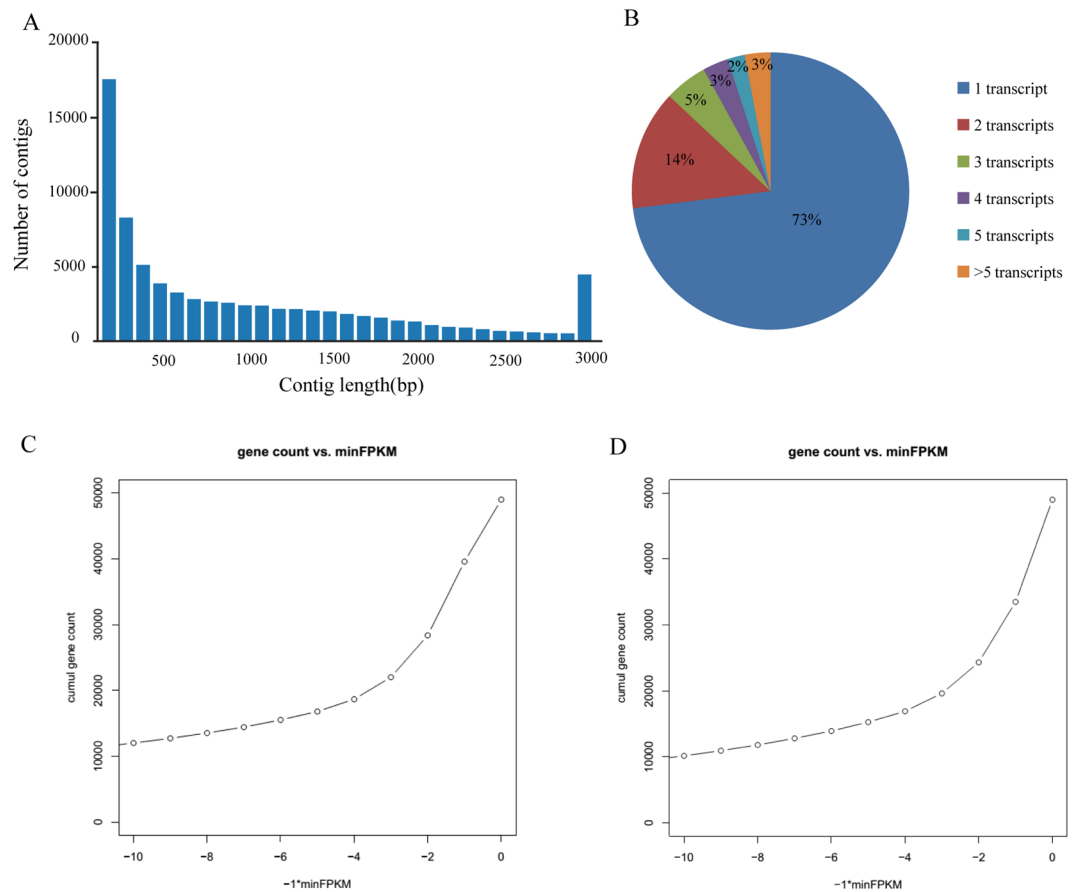 A
20000
15000
10000
5000
0
Number of contigs
500 1000 1500 2000 2500 3000
Contig length(bp)
B
3%
2%
3%
5%
14%
73%
1 transcript
2 transcripts
3 transcripts
4 transcripts
5 transcripts
>5 transcripts
C
gene count vs. minFPKM
50000
40000
30000
20000
10000
0
cumul gene count
−10 −8 −6 −4 −2 0
−1*minFPKM
D
gene count vs. minFPKM
50000
40000
30000
20000
10000
0
cumul gene count
−10 −8 −6 −4 −2 0
−1*minFPKM